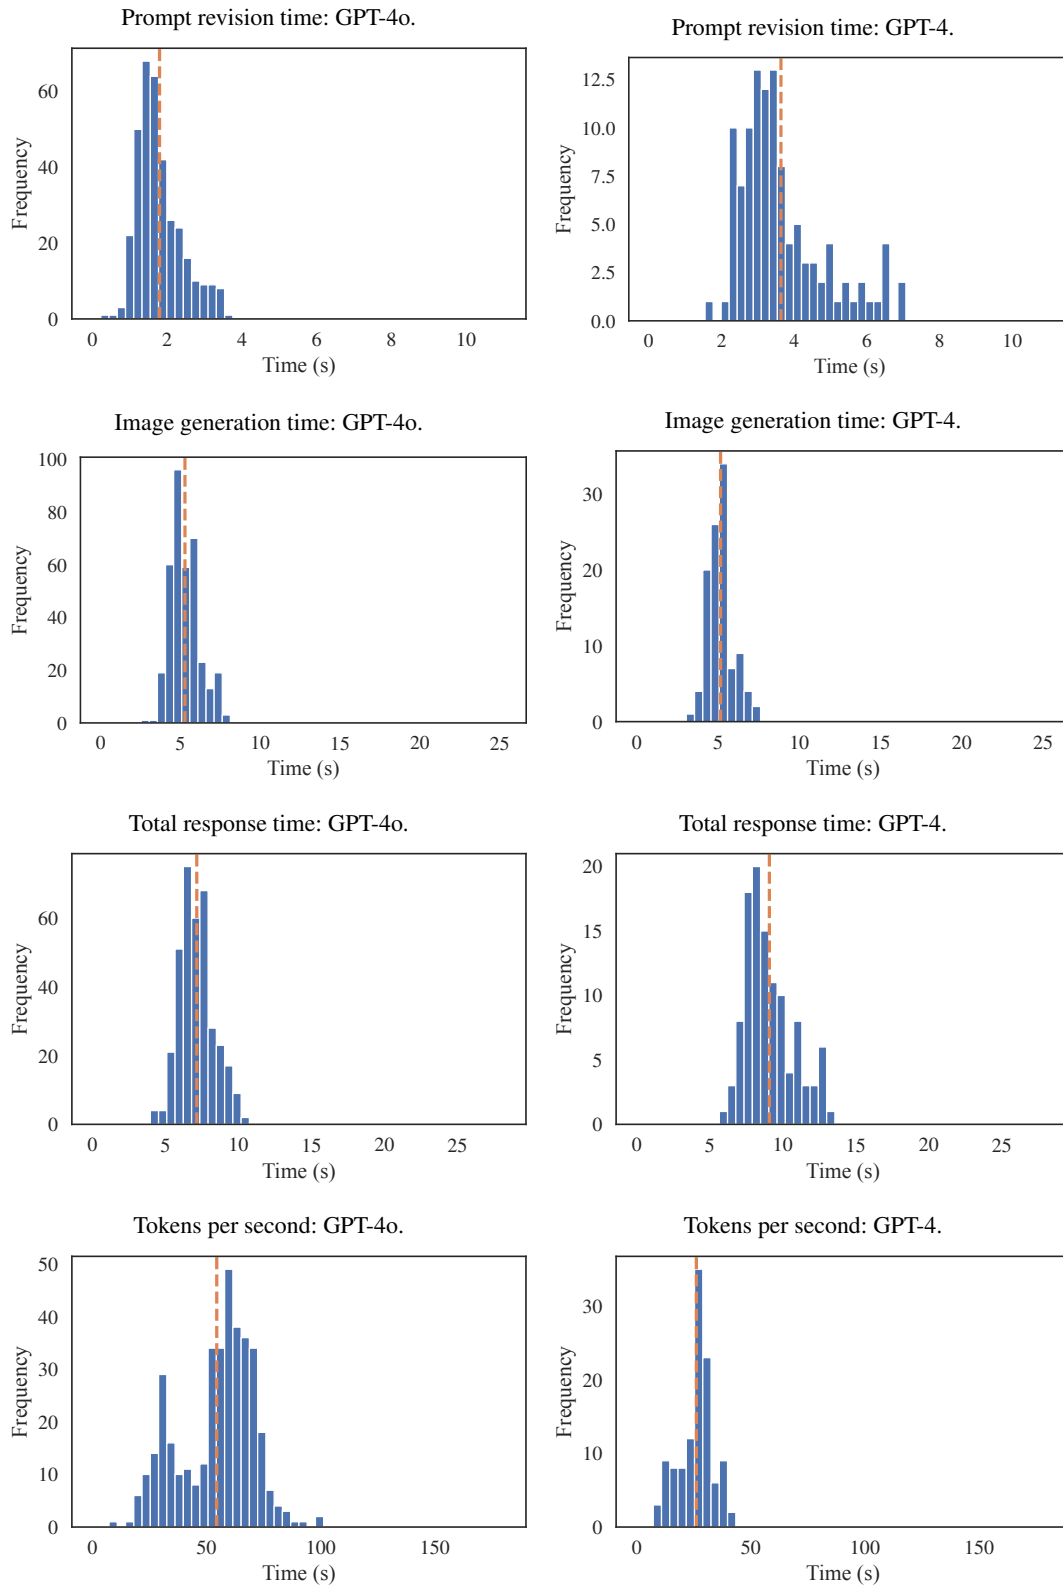 Prompt revision time: GPT-4o.
Frequency
60
40
20
0
0 2 4 6 8 10
Time (s)
Prompt revision time: GPT-4.
Frequency
12.5
10.0
7.5
5.0
2.5
0.0
0 2 4 6 8 10
Time (s)
Image generation time: GPT-4o.
Frequency
100
80
60
40
20
0
0 5 10 15 20 25
Time (s)
Image generation time: GPT-4.
Frequency
30
20
10
0
0 5 10 15 20 25
Time (s)
Total response time: GPT-4o.
Frequency
60
40
20
0
0 5 10 15 20 25
Time (s)
Total response time: GPT-4.
Frequency
20
15
10
5
0
0 5 10 15 20 25
Time (s)
Tokens per second: GPT-4o.
Frequency
50
40
30
20
10
0
0 50 100 150
Time (s)
Tokens per second: GPT-4.
Frequency
30
20
10
0
0 50 100 150
Time (s)